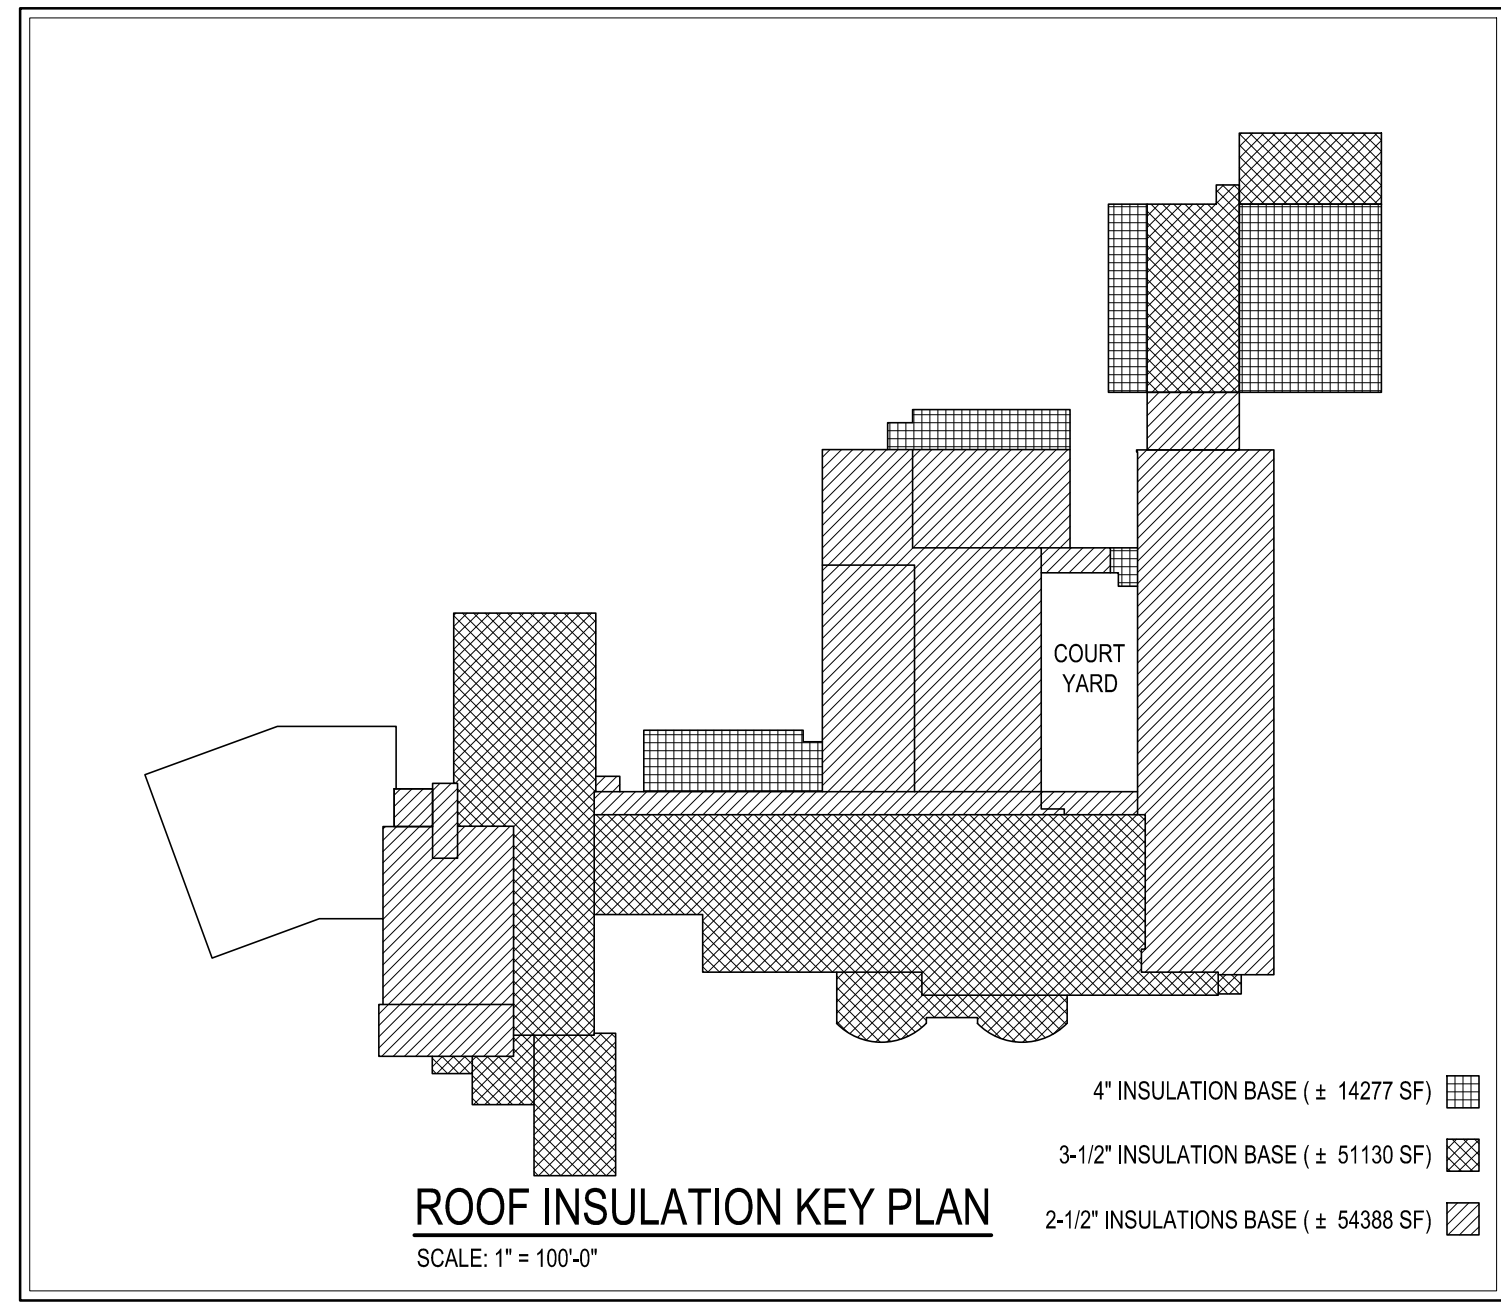 COURT
YARD
4" INSULATION BASE ( ± 14277 SF)
3-1/2" INSULATION BASE ( ± 51130 SF)
2-1/2" INSULATIONS BASE ( ± 54388 SF)
ROOF INSULATION KEY PLAN
SCALE: 1" = 100'-0"